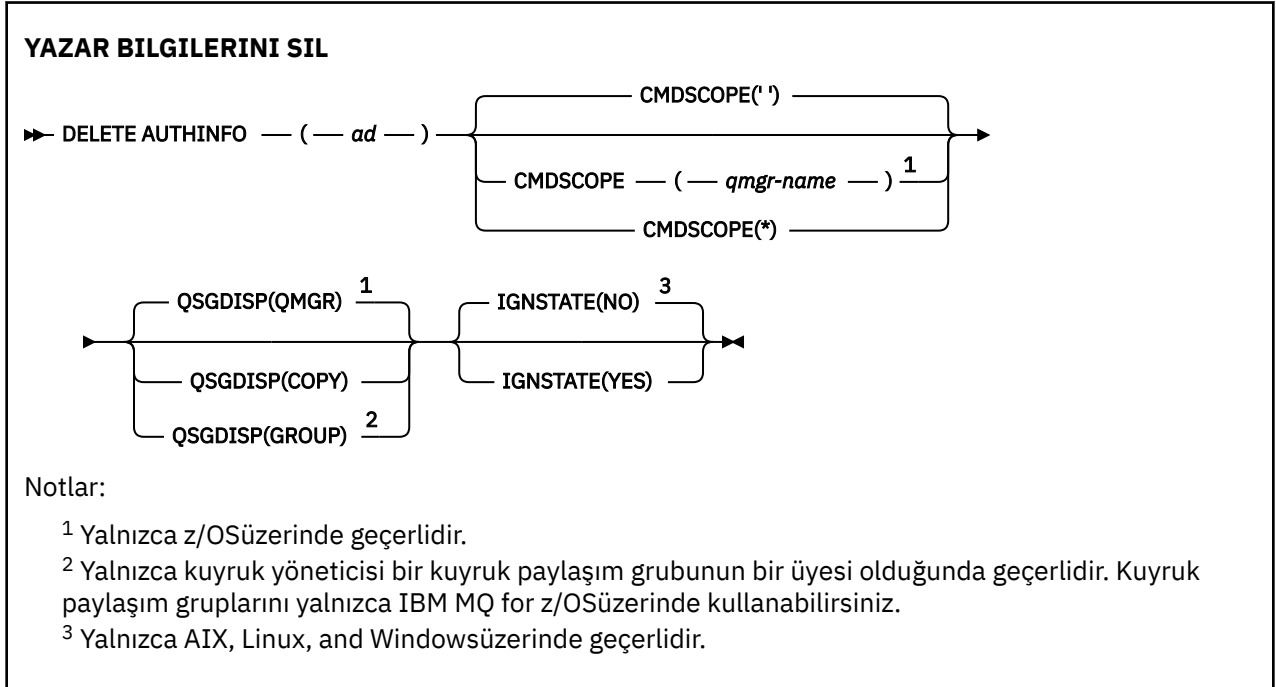 YAZAR BILGILERINI SIL
CMDSCOPE(' ')
DELETE AUTHINFO ( ad )
CMDSCOPE ( qmgr-name ) 1
CMDSCOPE(*)
QSGDISP(QMGR) 1 IGNSTATE(NO) 3
QSGDISP(COPY) IGNSTATE(YES)
QSGDISP(GROUP) 2
Notlar:
1 Yalnızca z/OSüzerinde geçerlidir.
2 Yalnızca kuyruk yöneticisi bir kuyruk paylaşım grubunun bir üyesi olduğunda geçerlidir. Kuyruk
paylaşım gruplarını yalnızca IBM MQ for z/OSüzerinde kullanabilirsiniz.
3 Yalnızca AIX, Linux, and Windowsüzerinde geçerlidir.